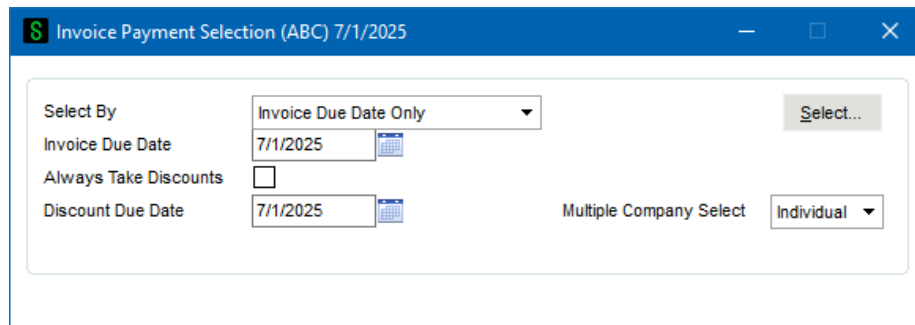 S Invoice Payment Selection (ABC) 7/1/2025
Select By Invoice Due Date Only Select...
Invoice Due Date 7/1/2025
Always Take Discounts
Discount Due Date 7/1/2025 Multiple Company Select Individual